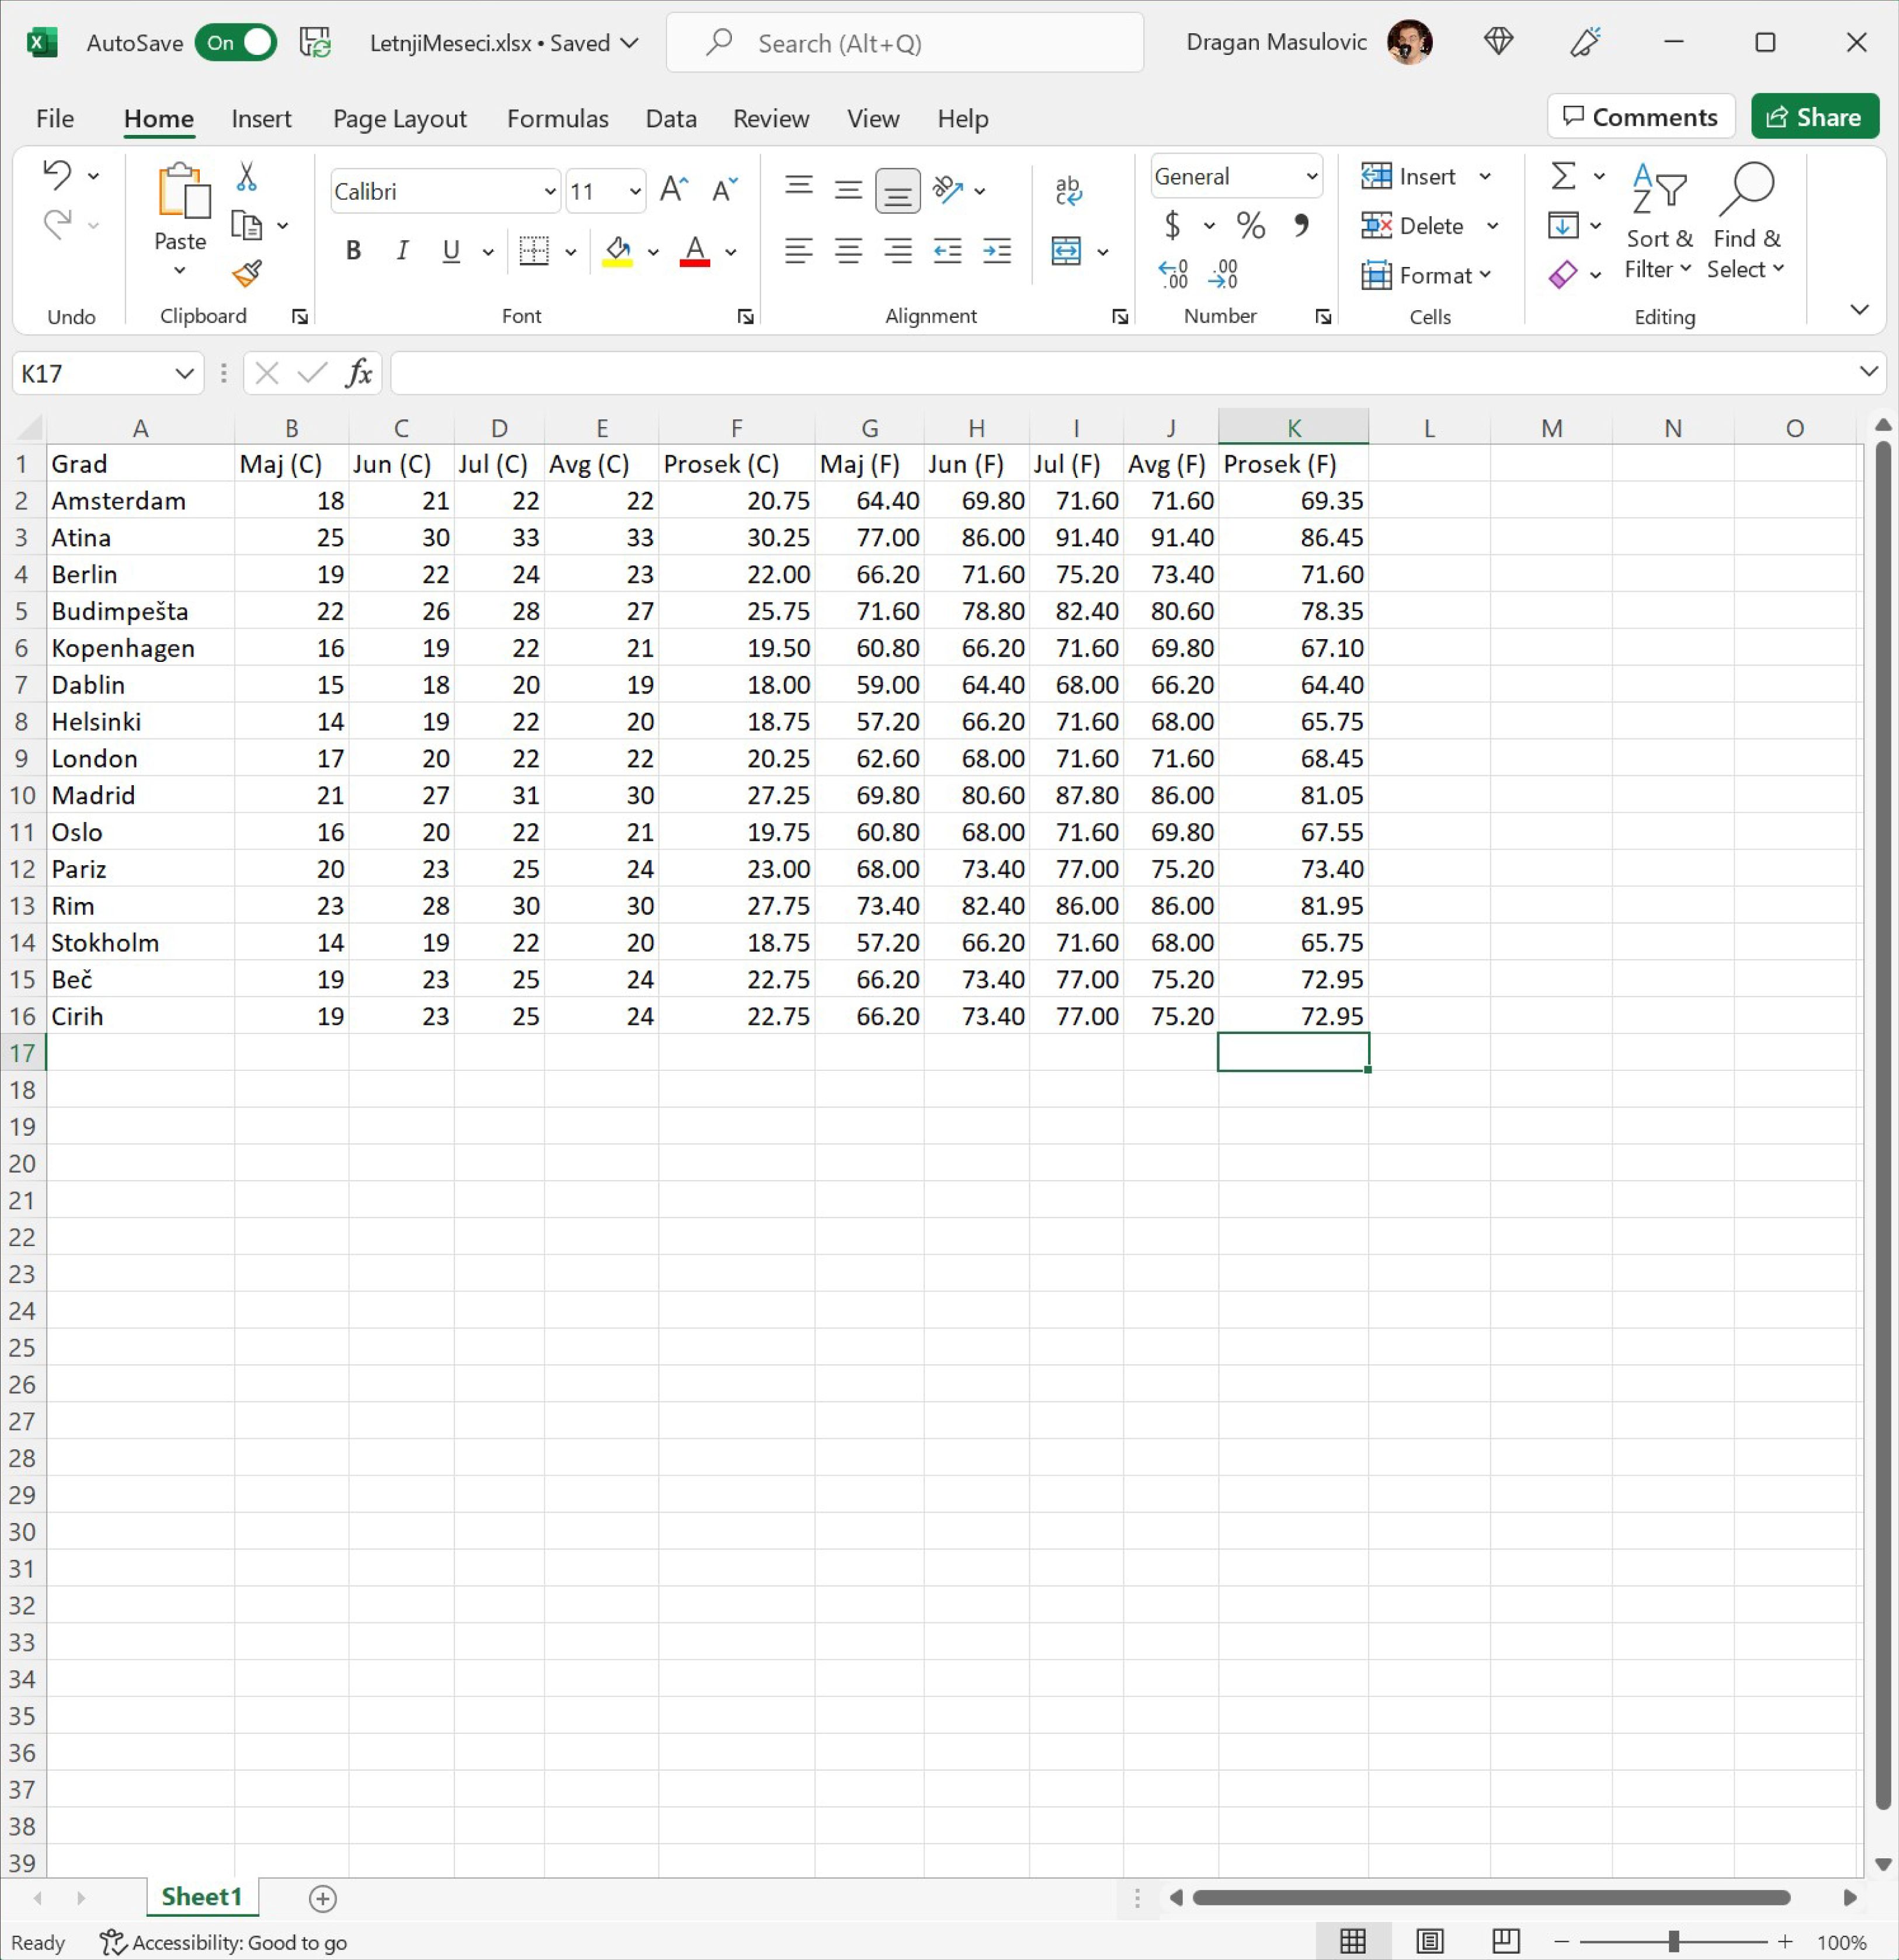 AutoSave On LetnjiMeseci.xlsx • Saved Search (Alt+Q) Dragan Masulovic
File Home Insert Page Layout Formulas Data Review View Help Comments Share
Calibri 11 General Insert
Paste B I U A $ % Delete Sort & Filter Find & Select
Format
Undo Clipboard Font Alignment Number Cells Editing
K17 fx
A B C D E F G H I J K L M N O
1 Grad Maj (C) Jun (C) Jul (C) Avg (C) Prosek (C) Maj (F) Jun (F) Jul (F) Avg (F) Prosek (F)
2 Amsterdam 18 21 22 22 20.75 64.40 69.80 71.60 71.60 69.35
3 Atina 25 30 33 33 30.25 77.00 86.00 91.40 91.40 86.45
4 Berlin 19 22 24 23 22.00 66.20 71.60 75.20 73.40 71.60
5 Budimpešta 22 26 28 27 25.75 71.60 78.80 82.40 80.60 78.35
6 Kopenhagen 16 19 22 21 19.50 60.80 66.20 71.60 69.80 67.10
7 Dablin 15 18 20 19 18.00 59.00 64.40 68.00 66.20 64.40
8 Helsinki 14 19 22 20 18.75 57.20 66.20 71.60 68.00 65.75
9 London 17 20 22 22 20.25 62.60 68.00 71.60 71.60 68.45
10 Madrid 21 27 31 30 27.25 69.80 80.60 87.80 86.00 81.05
11 Oslo 16 20 22 21 19.75 60.80 68.00 71.60 69.80 67.55
12 Pariz 20 23 25 24 23.00 68.00 73.40 77.00 75.20 73.40
13 Rim 23 28 30 30 27.75 73.40 82.40 86.00 86.00 81.95
14 Stokholm 14 19 22 20 18.75 57.20 66.20 71.60 68.00 65.75
15 Beč 19 23 25 24 22.75 66.20 73.40 77.00 75.20 72.95
16 Cirih 19 23 25 24 22.75 66.20 73.40 77.00 75.20 72.95
17
18
19
20
21
22
23
24
25
26
27
28
29
30
31
32
33
34
35
36
37
38
39
Sheet1
Ready Accessibility: Good to go 100%